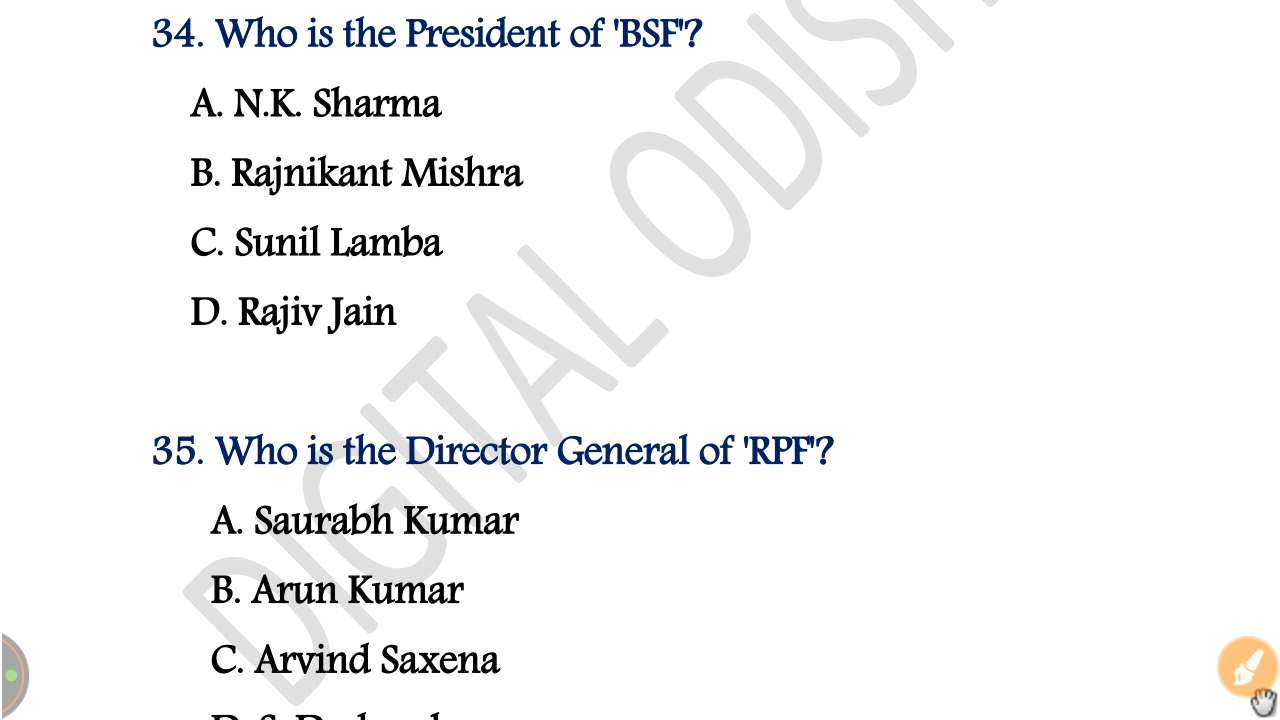 34. Who is the President of 'BSF'?
A. N.K. Sharma
B. Rajnikant Mishra
C. Sunil Lamba
D. Rajiv Jain
35. Who is the Director General of 'RPF'?
A. Saurabh Kumar
B. Arun Kumar
C. Arvind Saxena
DIGITAL